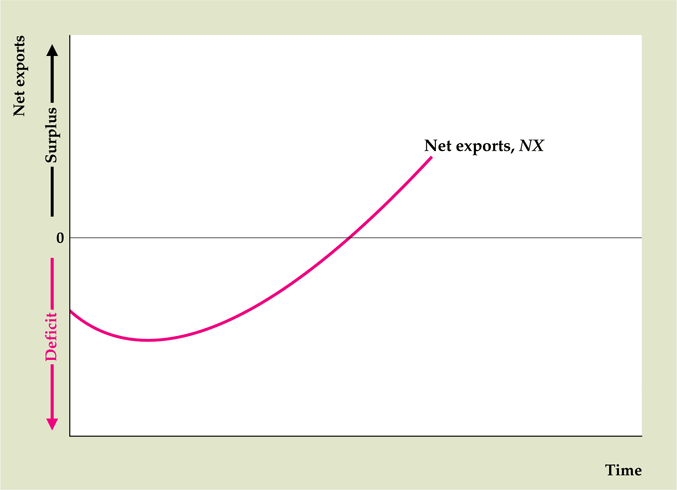 Net exports
Surplus
Net exports, NX
0
Deficit
Time